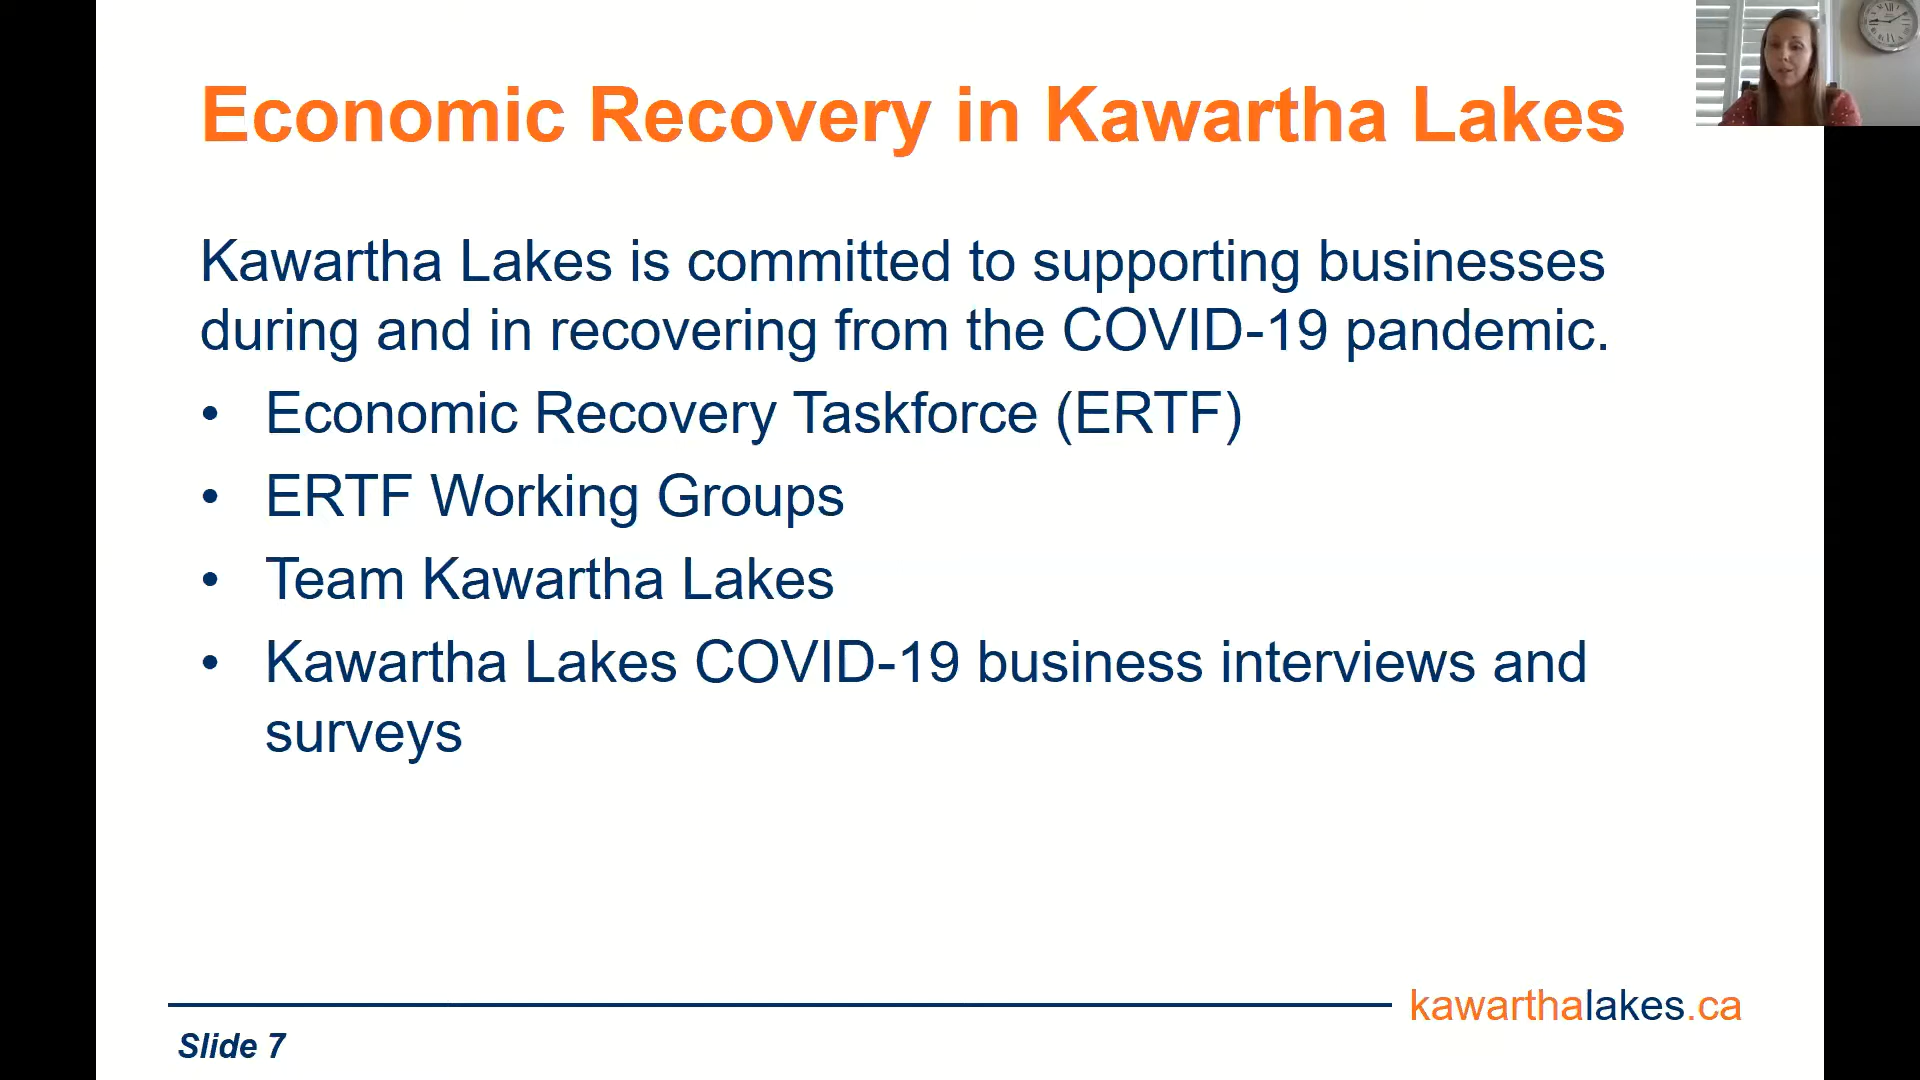 Economic Recovery in Kawartha Lakes
Kawartha Lakes is committed to supporting businesses
during and in recovering from the COVID-19 pandemic.
• Economic Recovery Taskforce (ERTF)
• ERTF Working Groups
• Team Kawartha Lakes
• Kawartha Lakes COVID-19 business interviews and
surveys
kawarthalakes.ca
Slide 7